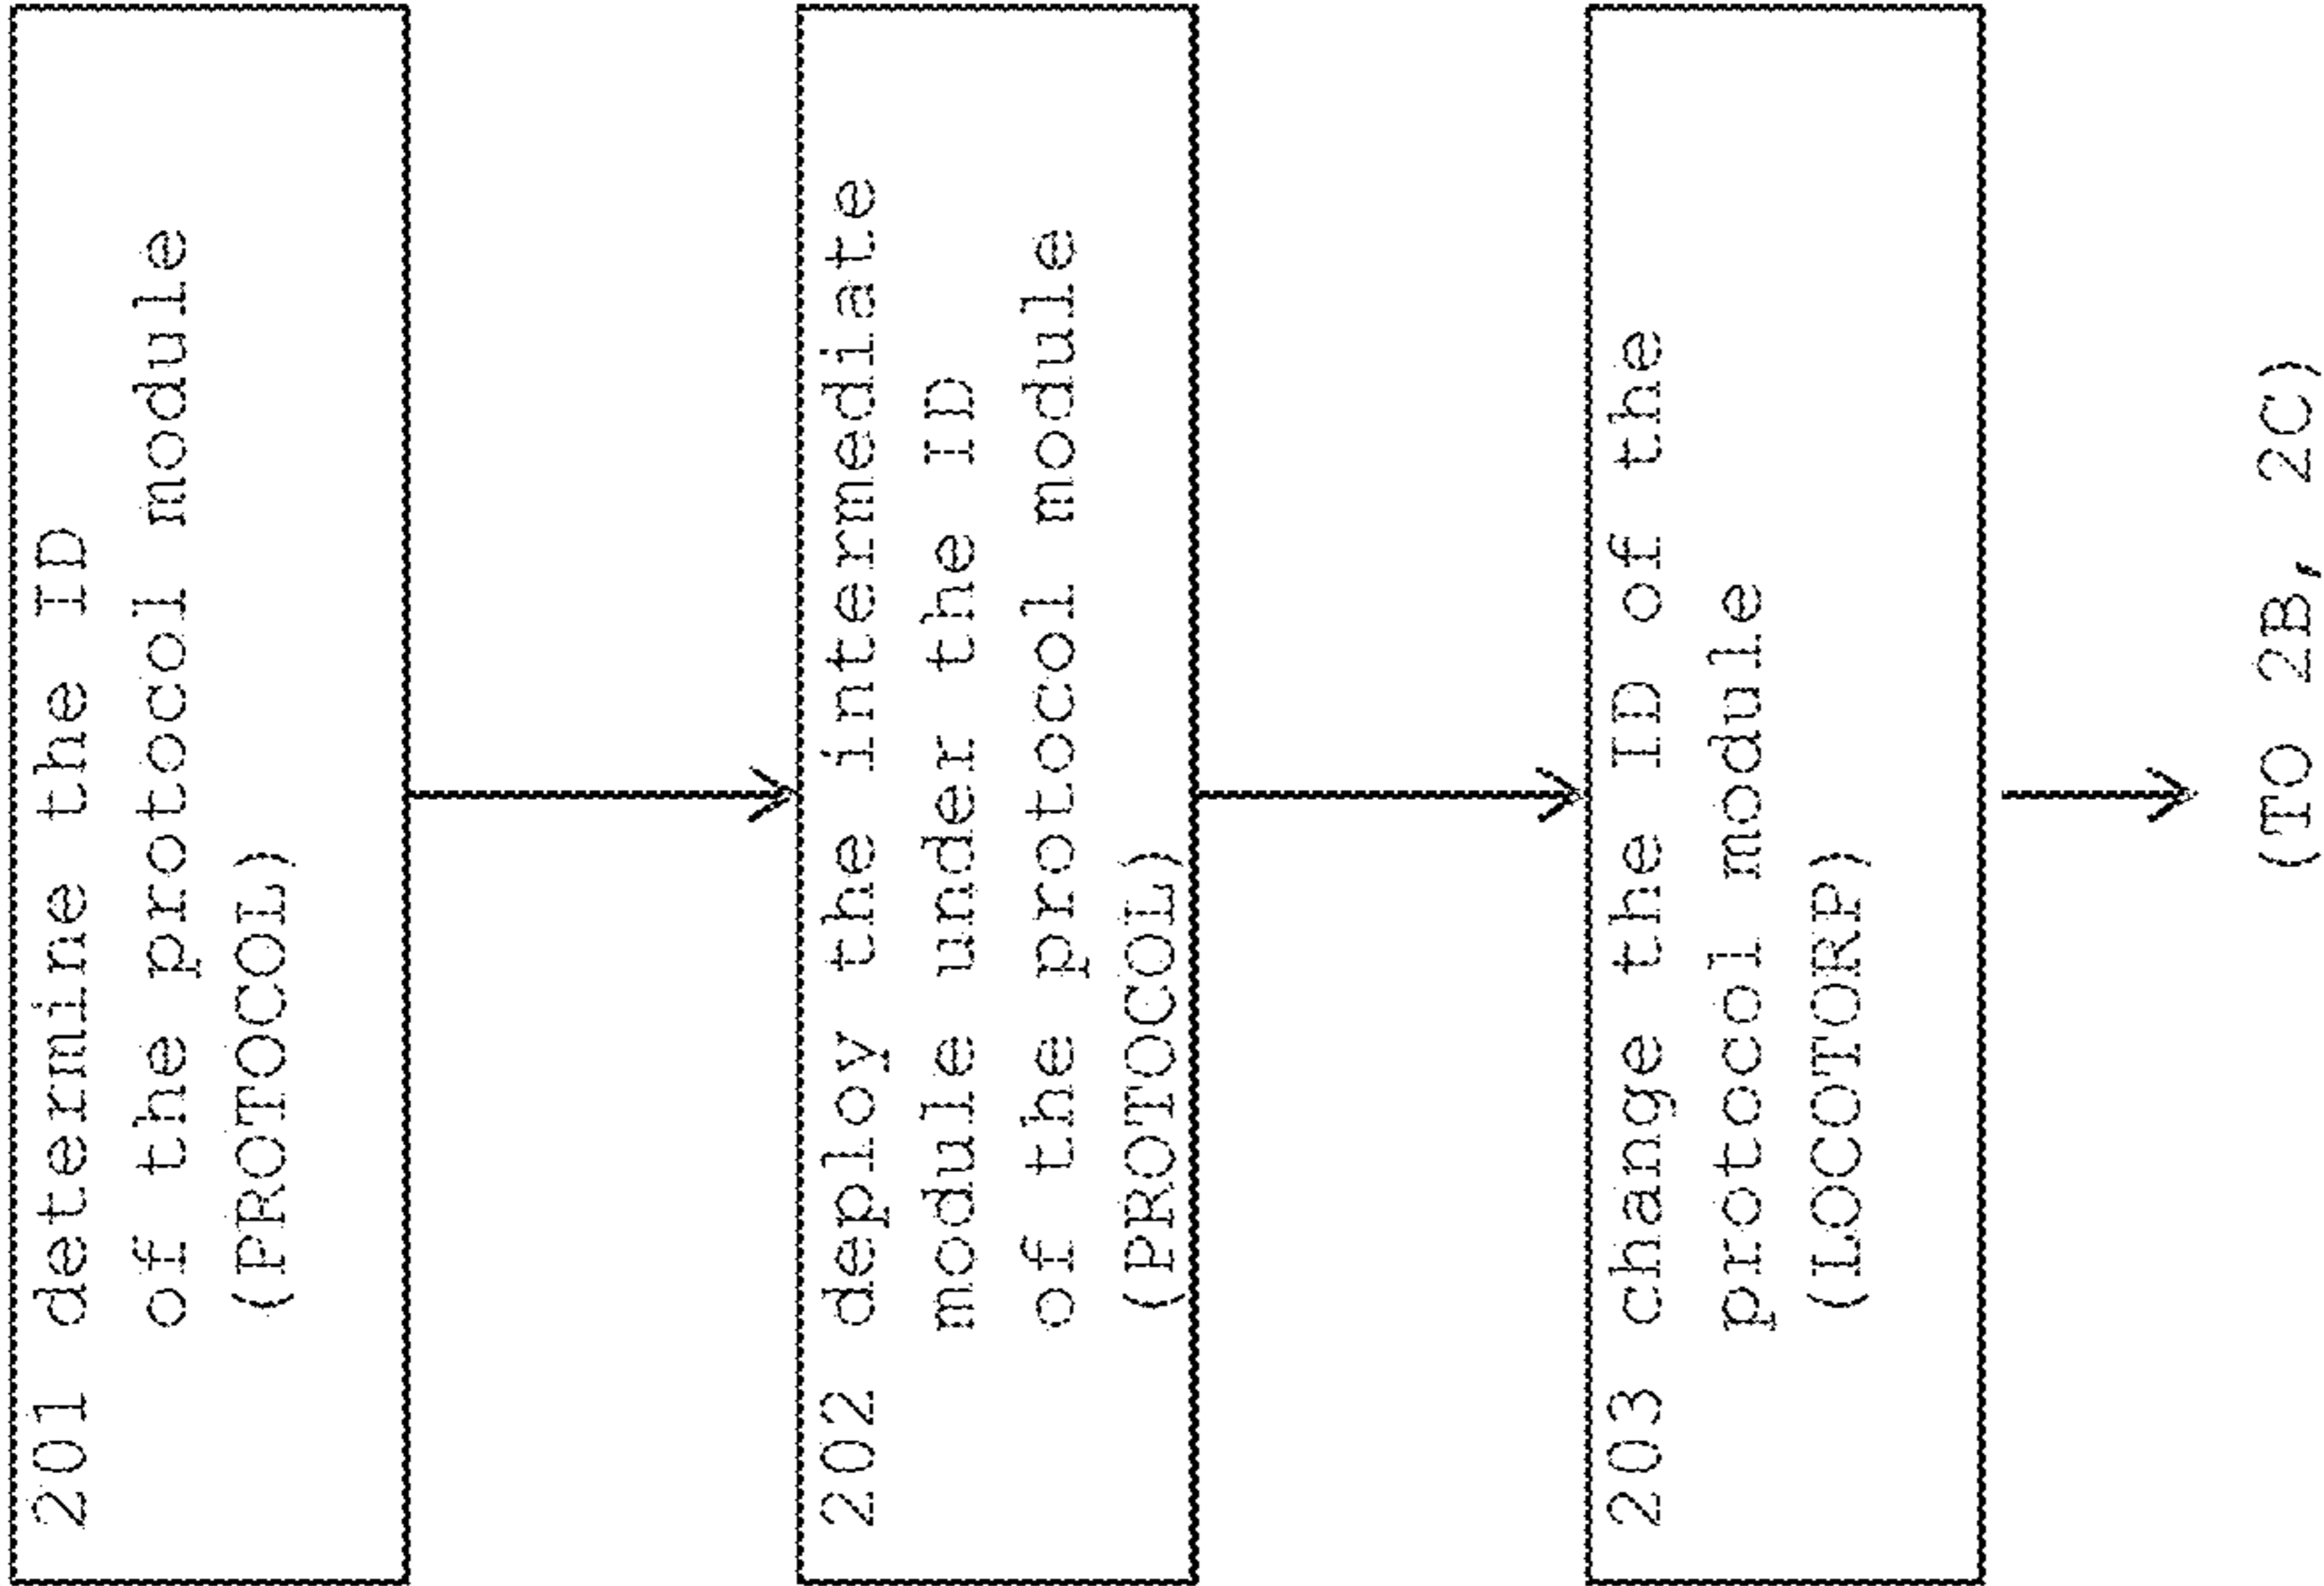 201 determine the ID
of the protocol module
(PROTOCOL)
202 deploy the intermediate
module under the ID
of the protocol module
(PROTOCOL)
203 change the ID of the
protocol module
(LOCOTORP)
(TO 2B, 2C)